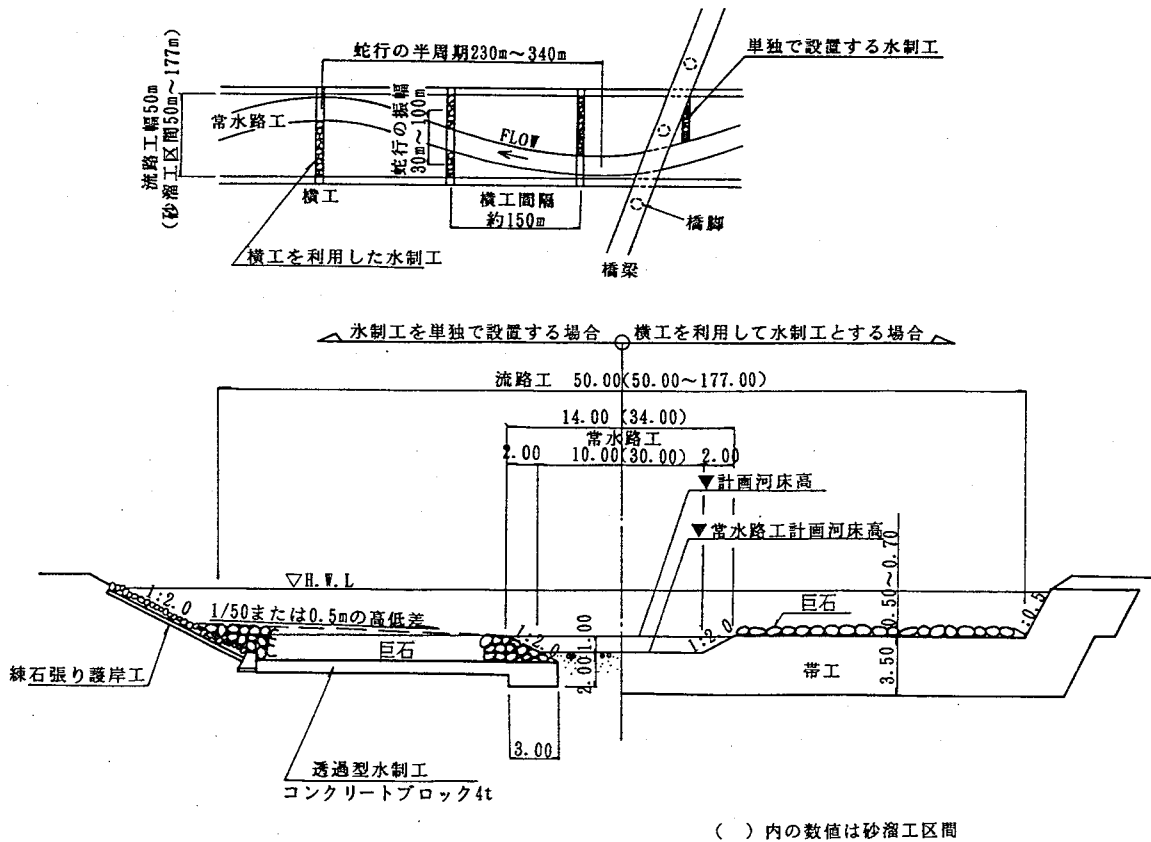 蛇行の半周期230m～340m
単独で設置する水制工
流路工幅50m
(砂溜工区間50m～177m)
常水路工
蛇行の振幅
30m～100m
FLOW
横工
横工間隔
約150m
橋脚
橋梁
横工を利用した水制工
水制工を単独で設置する場合
横工を利用して水制工とする場合
流路工 50.00(50.00～177.00)
14.00 (34.00)
常水路工
2.00 10.00(30.00) 2.00
▼計画河床高
▼常水路工計画河床高
▽H.W.L
1:2.0
1/50または0.5mの高低差
巨石
1:2.0
1.00
2.00
1:2.0
巨石
0.50～0.70
:0.5
帯工
3.50
練石張り護岸工
3.00
透過型水制工
コンクリートブロック4t
( )内の数値は砂溜工区間